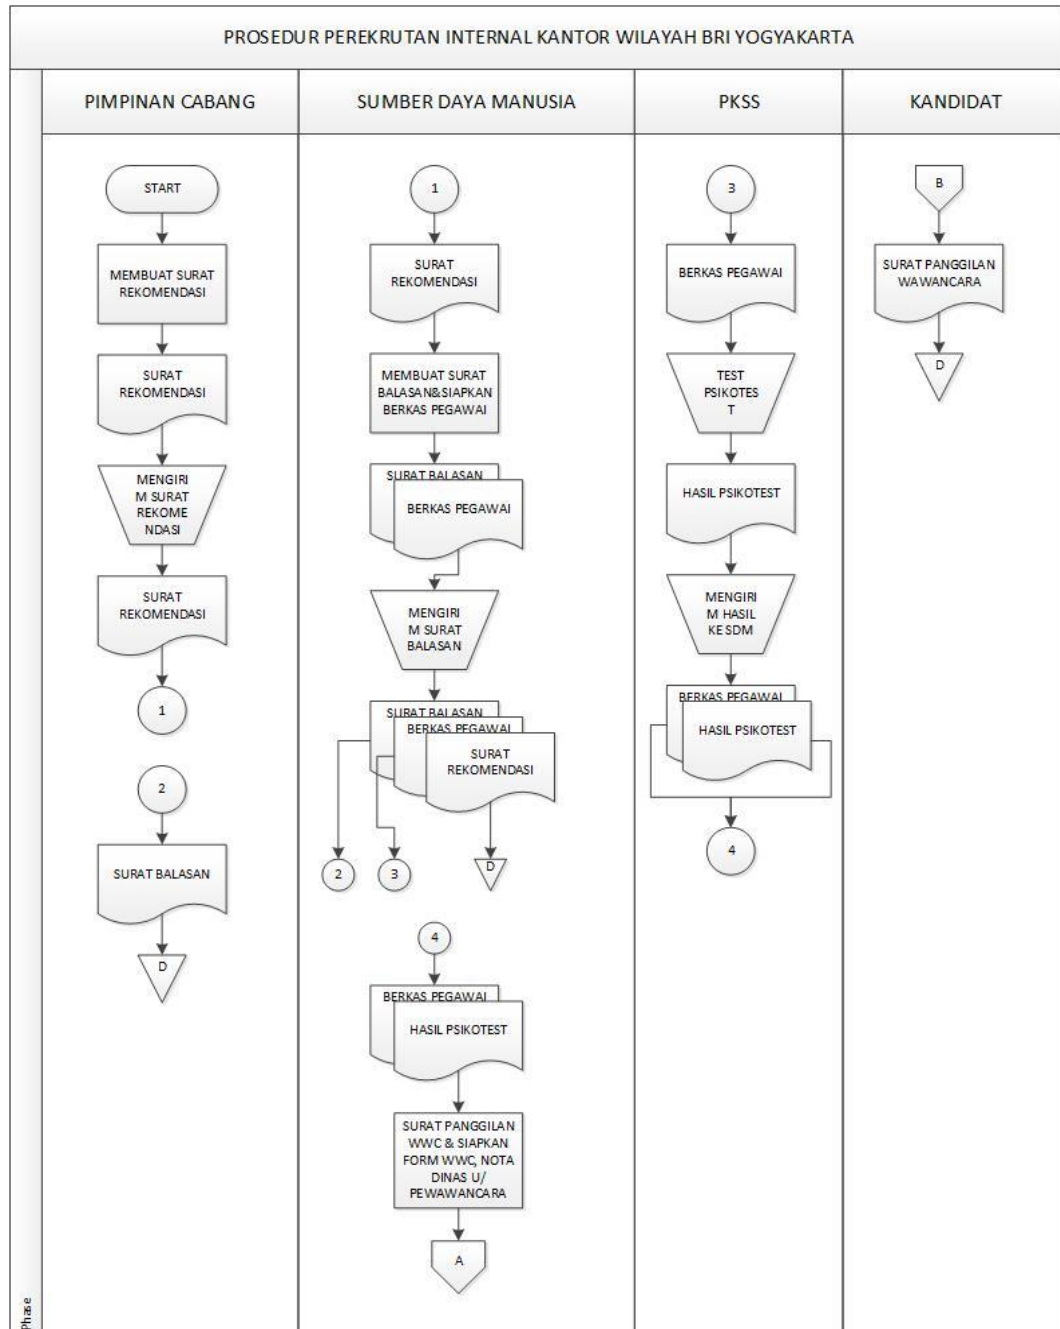 PROSEDUR PEREKRUTAN INTERNAL KANTOR WILAYAH BRI YOGYAKARTA
PIMPINAN CABANG
START
MEMBUAT SURAT
REKOMENDASI
SURAT
REKOMENDASI
MENGIRI
M SURAT
REKOME
NDASI
SURAT
REKOMENDASI
1
2
SURAT BALASAN
D
SUMBER DAYA MANUSIA
1
SURAT
REKOMENDASI
MEMBUAT SURAT
BALASAN&SIAPKAN
BERKAS PEGAWAI
SURAT BALASAN
BERKAS PEGAWAI
MENGIRI
M SURAT
BALASAN
SURAT BALASAN
BERKAS PEGAWAI
SURAT
REKOMENDASI
2
3
D
4
BERKAS PEGAWAI
HASIL PSIKOTEST
SURAT PANGGILAN
WWC & SIAPKAN
FORM WWC, NOTA
DINAS U/
PEWAWANCARA
A
PKSS
3
BERKAS PEGAWAI
TEST
PSIKOTES
T
HASIL PSIKOTEST
MENGIRI
M HASIL
KE SDM
BERKAS PEGAWAI
HASIL PSIKOTEST
4
KANDIDAT
B
SURAT PANGGILAN
WAWANCARA
D
Phase